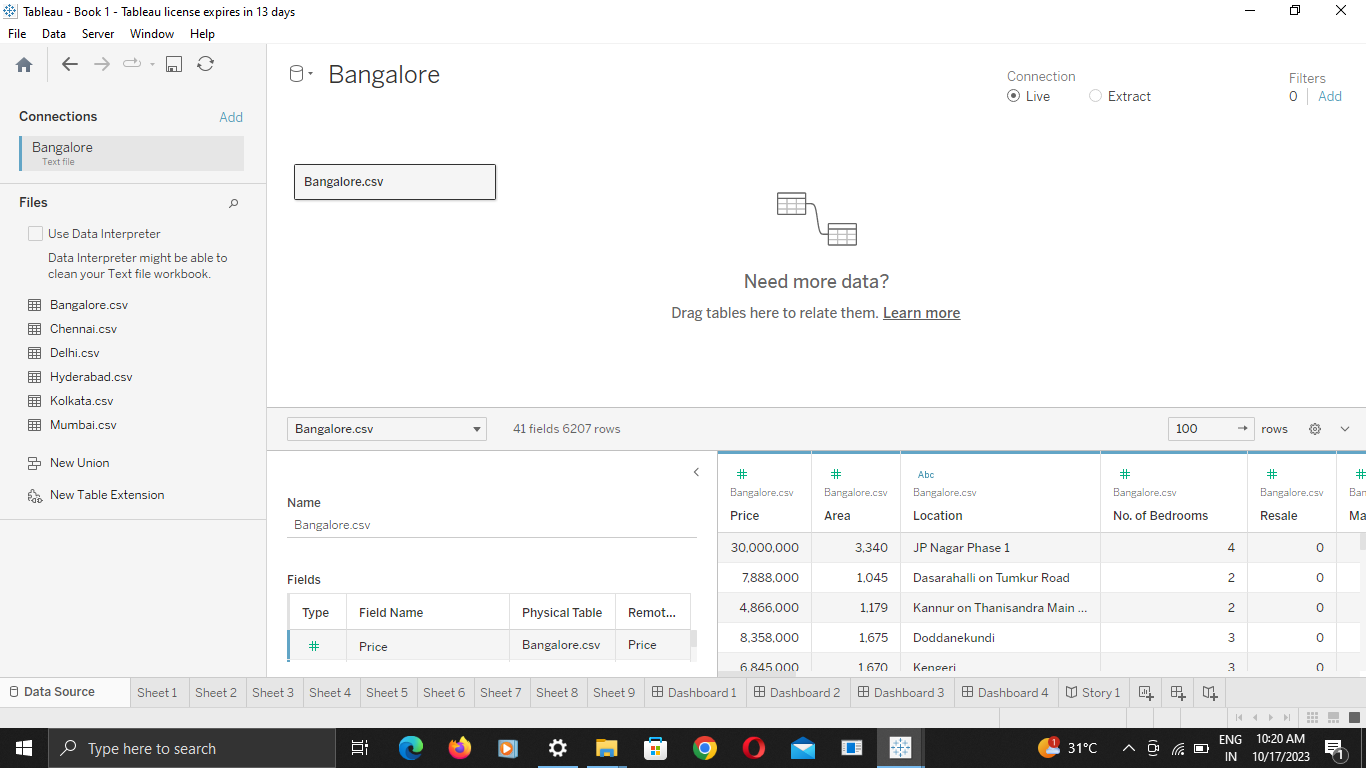 Tableau - Book 1 - Tableau license expires in 13 days
File Data Server Window Help
Bangalore
Connection
Live Extract
Filters
0 Add
Connections Add
Bangalore
Text file
Files
Use Data Interpreter
Data Interpreter might be able to
clean your Text file workbook.
Bangalore.csv
Chennai.csv
Delhi.csv
Hyderabad.csv
Kolkata.csv
Mumbai.csv
New Union
New Table Extension
Bangalore.csv
Need more data?
Drag tables here to relate them. Learn more
Bangalore.csv 41 fields 6207 rows 100 rows
Name
Bangalore.csv
Fields
Type Field Name Physical Table Remot...
Price Bangalore.csv Price
Abc
Bangalore.csv Bangalore.csv Bangalore.csv Bangalore.csv Bangalore.csv Ban
Price Area Location No. of Bedrooms Resale Ma
30,000,000 3,340 JP Nagar Phase 1 4 0
7,888,000 1,045 Dasarahalli on Tumkur Road 2 0
4,866,000 1,179 Kannur on Thanisandra Main ... 2 0
8,358,000 1,675 Doddanekundi 3 0
6,845,000 1,670 Kengeri 3 0
Data Source Sheet 1 Sheet 2 Sheet 3 Sheet 4 Sheet 5 Sheet 6 Sheet 7 Sheet 8 Sheet 9 Dashboard 1 Dashboard 2 Dashboard 3 Dashboard 4 Story 1
Type here to search
1
31°C
ENG
IN
10:20 AM
10/17/2023
1